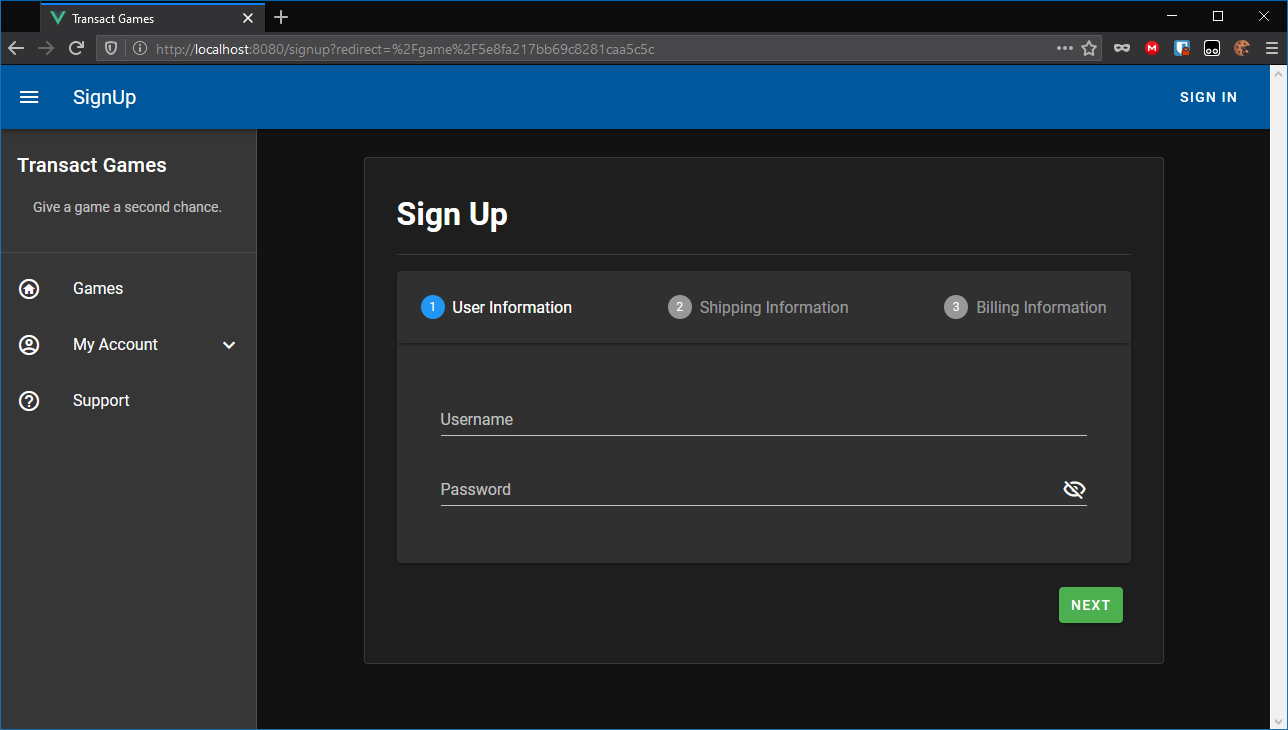 Transact Games
http://localhost:8080/signup?redirect=%2Fgame%2F5e8fa217bb69c8281caa5c5c
SignUp
SIGN IN
Transact Games
Give a game a second chance.
Games
My Account
Support
Sign Up
1 User Information
2 Shipping Information
3 Billing Information
Username
Password
NEXT